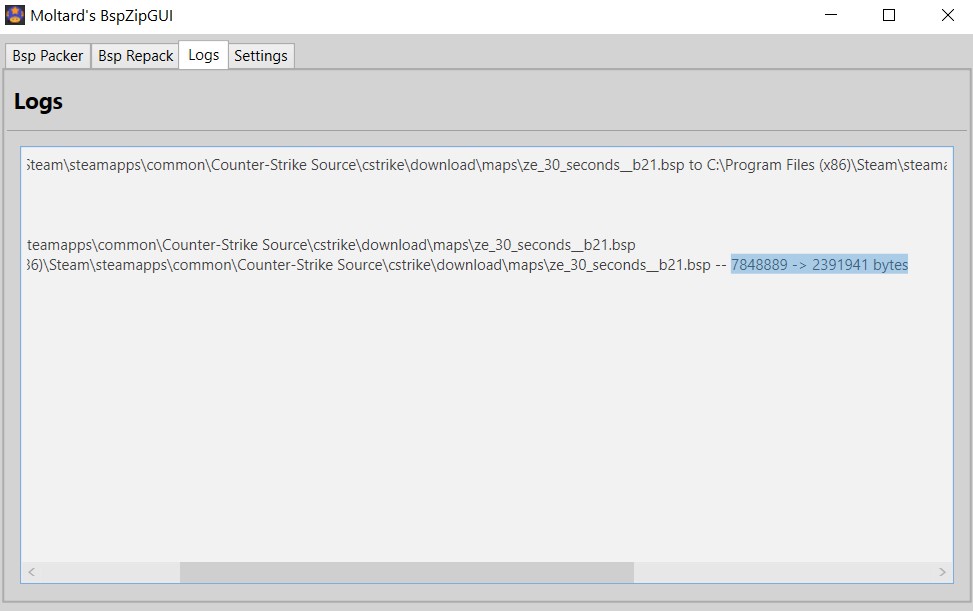 Moltard's BspZipGUI
Bsp Packer Bsp Repack Logs Settings
Logs
Steam\steamapps\common\Counter-Strike Source\cstrike\download\maps\ze_30_seconds__b21.bsp to C:\Program Files (x86)\Steam\steama
teamapps\common\Counter-Strike Source\cstrike\download\maps\ze_30_seconds__b21.bsp
86)\Steam\steamapps\common\Counter-Strike Source\cstrike\download\maps\ze_30_seconds__b21.bsp -- 7848889 -> 2391941 bytes